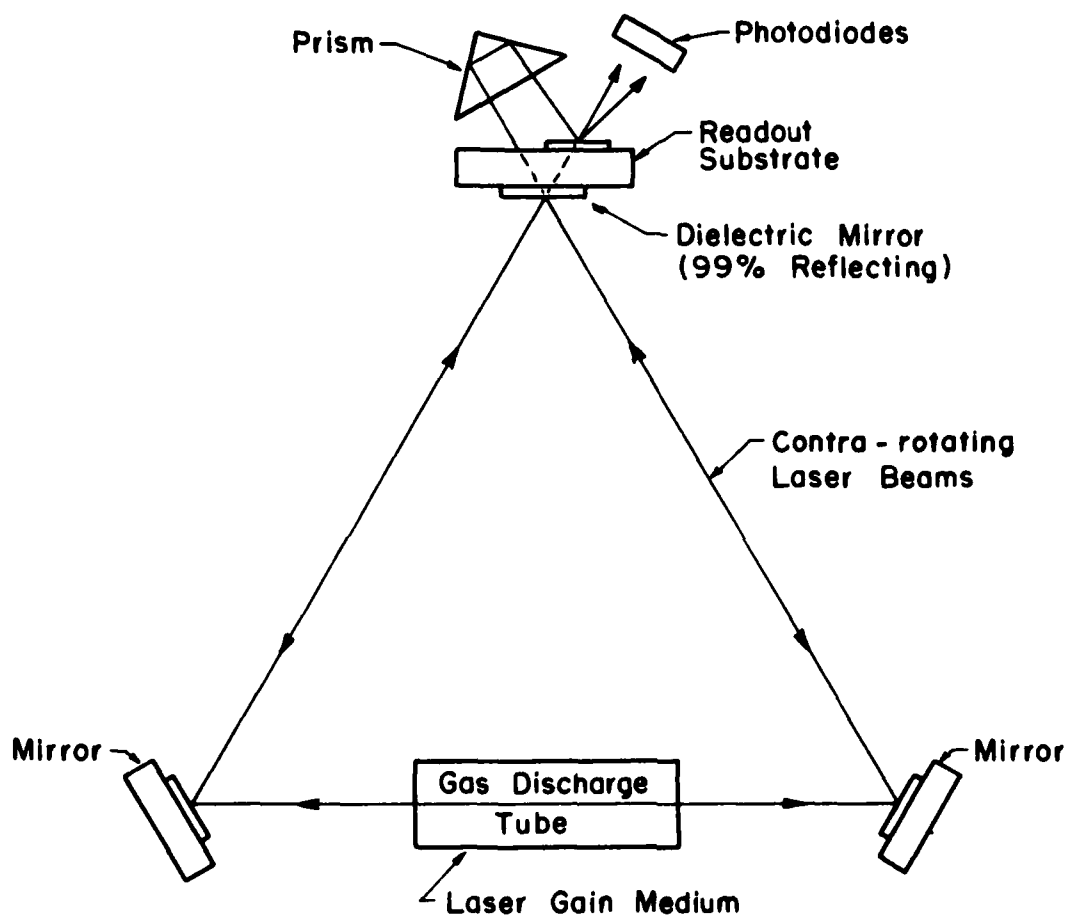 Prism
Photodiodes
Readout
Substrate
Dielectric Mirror
(99% Reflecting)
Contra-rotating
Laser Beams
Mirror
Gas Discharge
Tube
Mirror
Laser Gain Medium